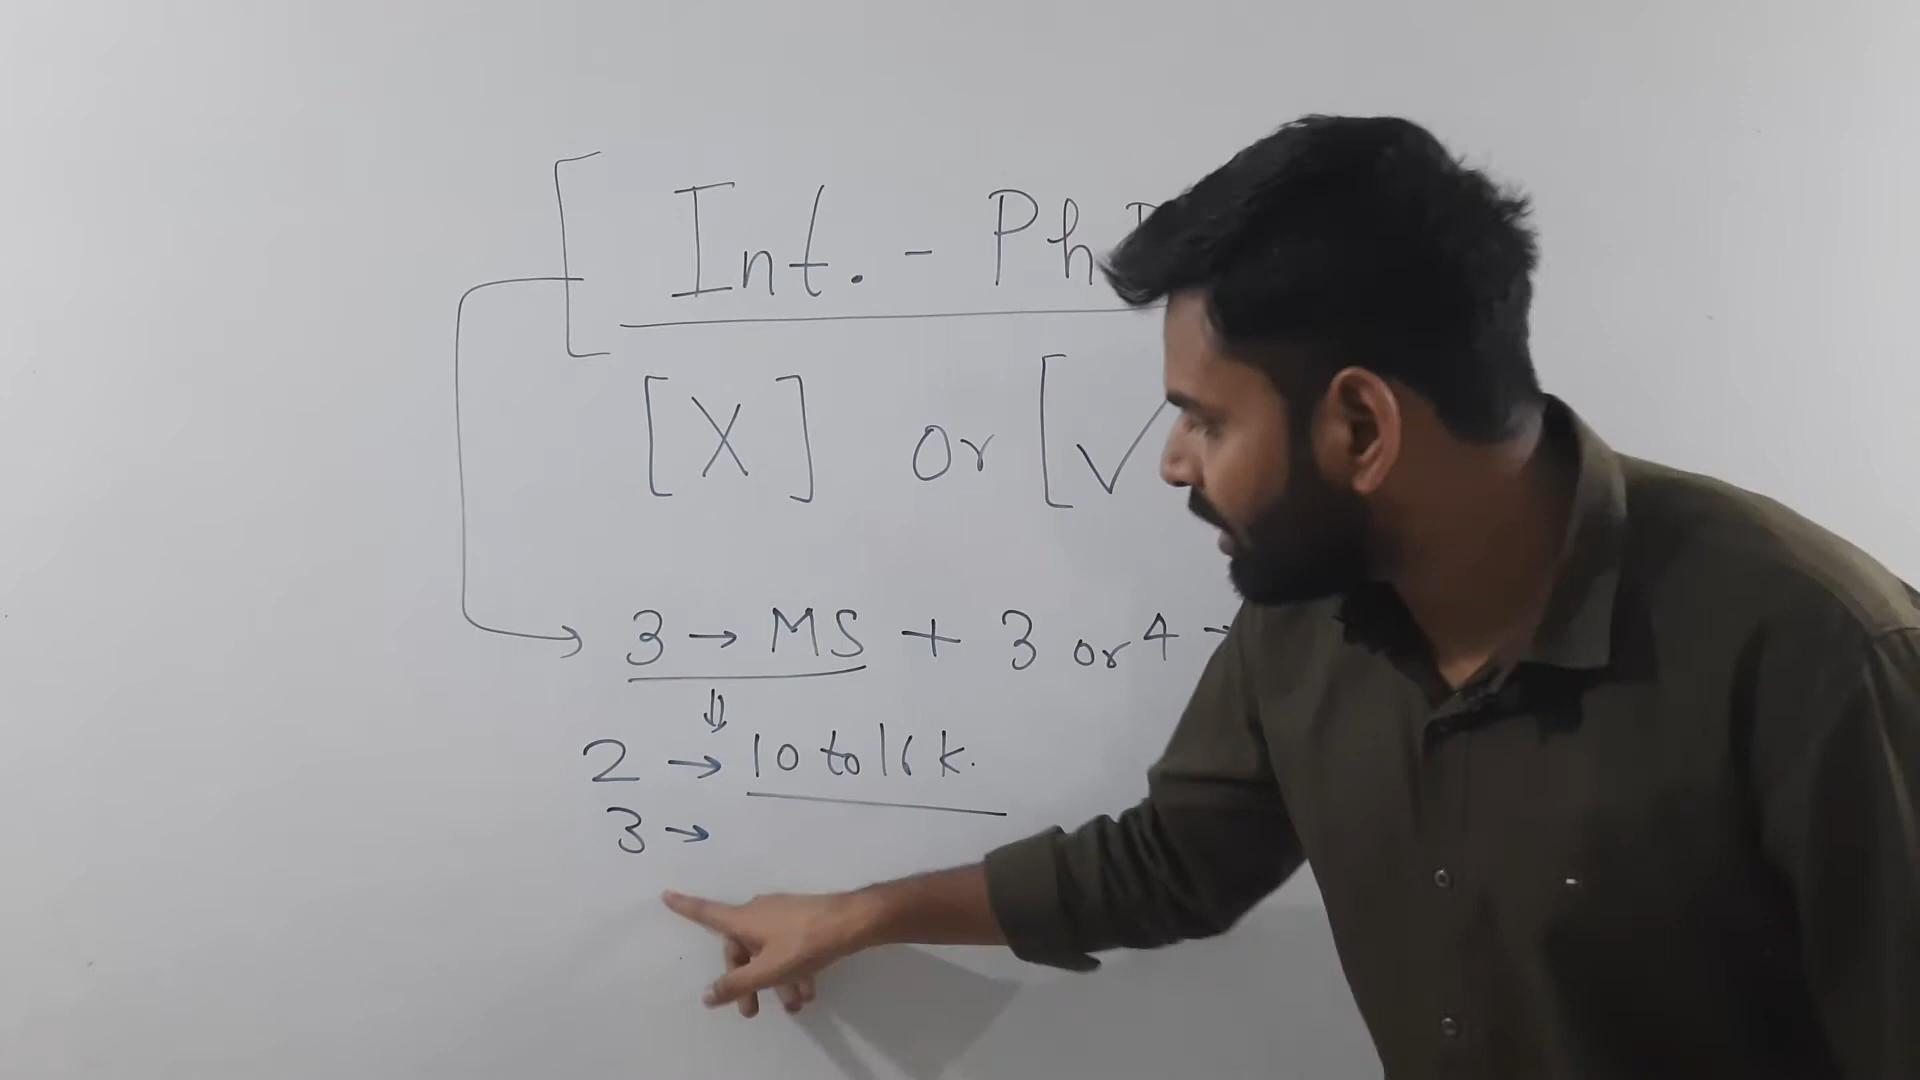 Int. - Ph
[X] or [✓
3 → MS + 3 or 4 →
2 → 10 to 16 k.
3 →